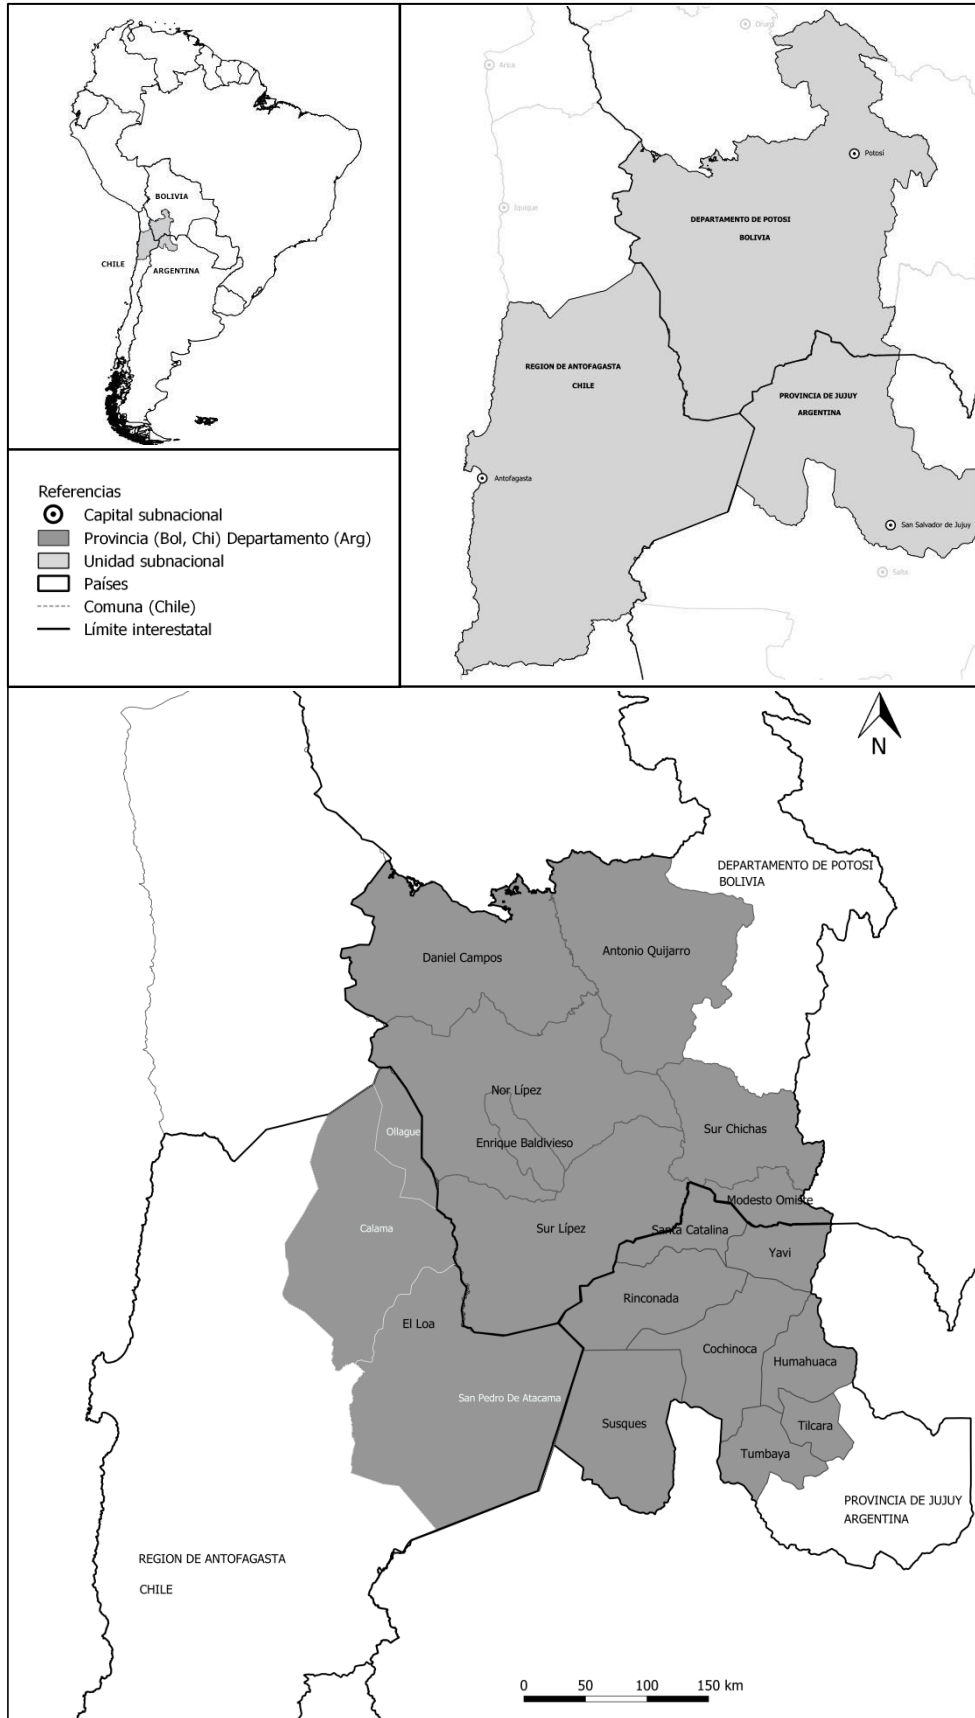 BOLIVIA
CHILE
ARGENTINA
Oruro
Arica
Potosí
Iquique
DEPARTAMENTO DE POTOSI
BOLIVIA
REGION DE ANTOFAGASTA
CHILE
PROVINCIA DE JUJUY
ARGENTINA
Antofagasta
San Salvador de Jujuy
Salta
Referencias
Capital subnacional
Provincia (Bol, Chi) Departamento (Arg)
Unidad subnacional
Países
Comuna (Chile)
Límite interestatal
N
DEPARTAMENTO DE POTOSI
BOLIVIA
Daniel Campos
Antonio Quijarro
Nor Lípez
Ollague
Enrique Baldivieso
Sur Chichas
Modesto Omiste
Calama
Sur Lípez
Santa Catalina
Yavi
Rinconada
El Loa
Cochinoca
Humahuaca
San Pedro De Atacama
Susques
Tilcara
Tumbaya
PROVINCIA DE JUJUY
ARGENTINA
REGION DE ANTOFAGASTA
CHILE
0 50 100 150 km